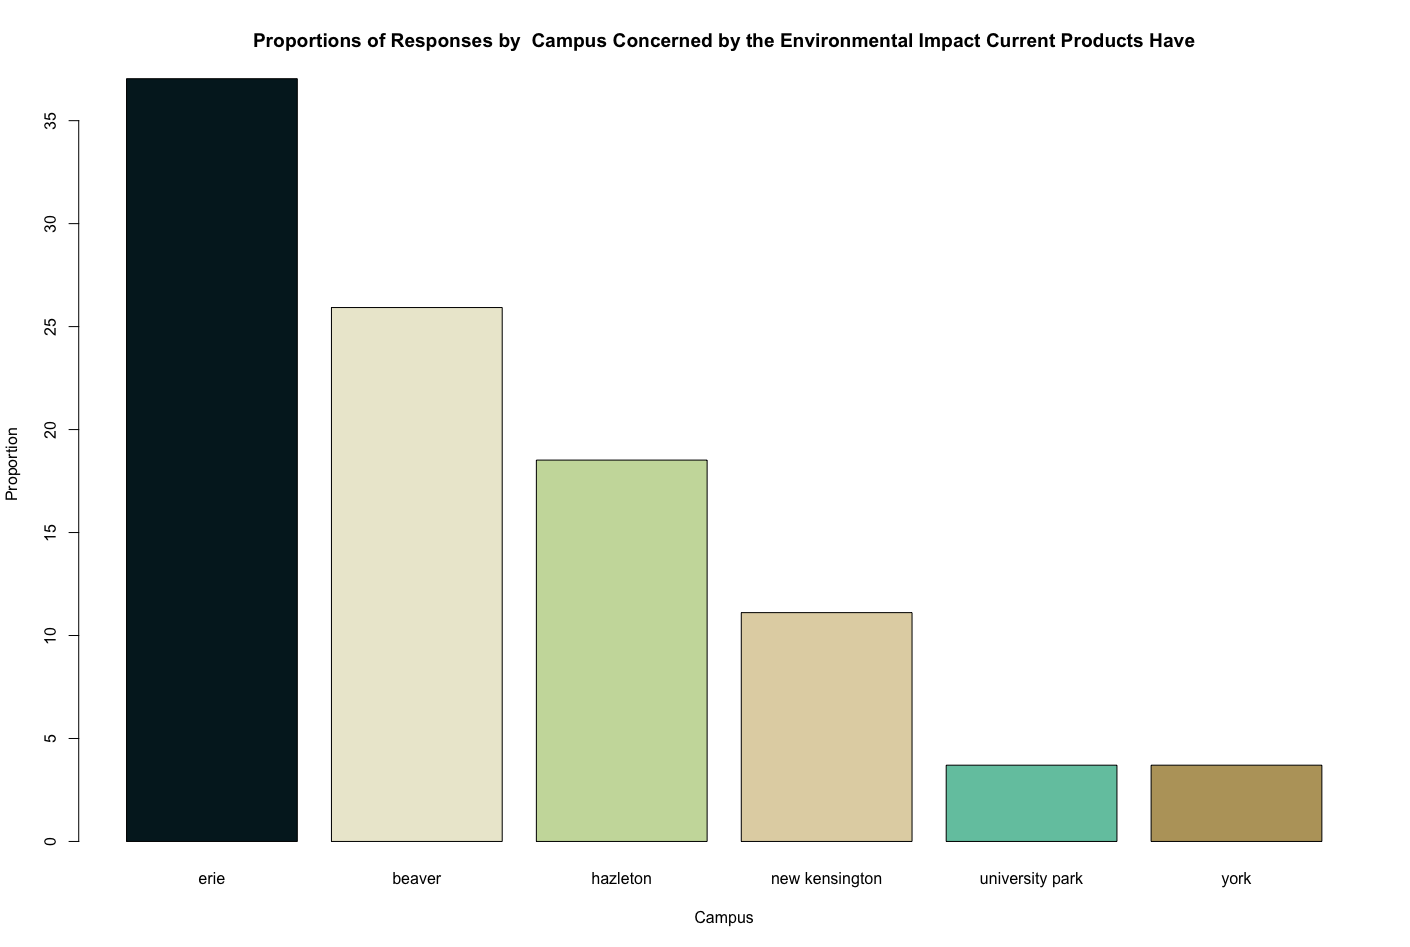 Proportions of Responses by  Campus Concerned by the Environmental Impact Current Products Have
Proportion
35
30
25
20
15
10
5
0
erie beaver hazleton new kensington university park york
Campus